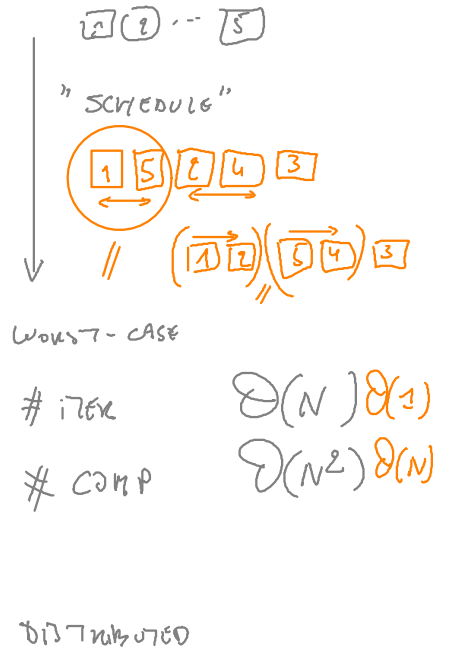 1 2 ... 5
"SCHEDULE"
1 5 2 4 3
// (1 2) // (5 4) 3
WORST-CASE
# ITER O(N) O(1)
# COMP O(N²) O(N)
DISTRIBUTED